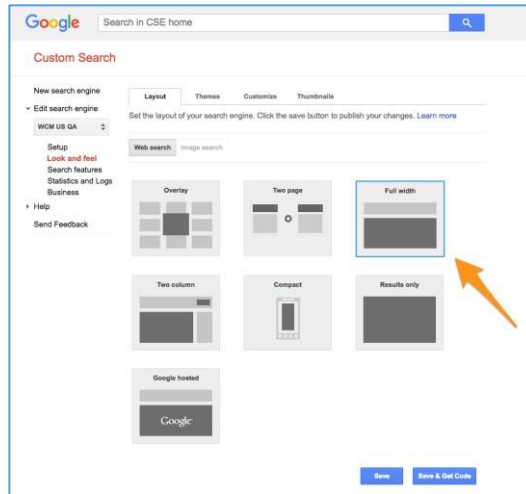 Google
Search in CSE home
Custom Search
New search engine
Edit search engine
WCM US QA
Setup
Look and feel
Search features
Statistics and Logs
Business
Help
Send Feedback
Layout Themes Customize Thumbnails
Set the layout of your search engine. Click the save button to publish your changes. Learn more
Web search Image search
Overlay Two page Full width
Two column Compact Results only
Google hosted
Google
Save Save & Get Code